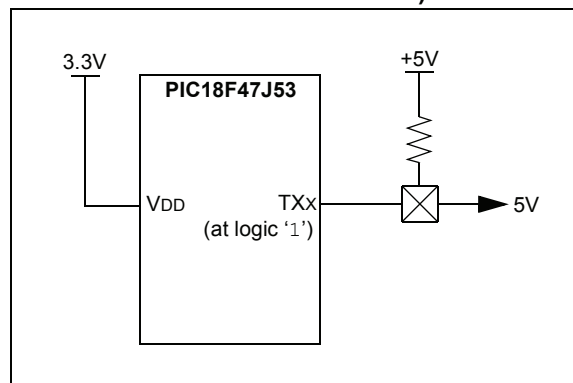 3.3V
+5V
PIC18F47J53
VDD
TXX
5V
(at logic ‘1’)